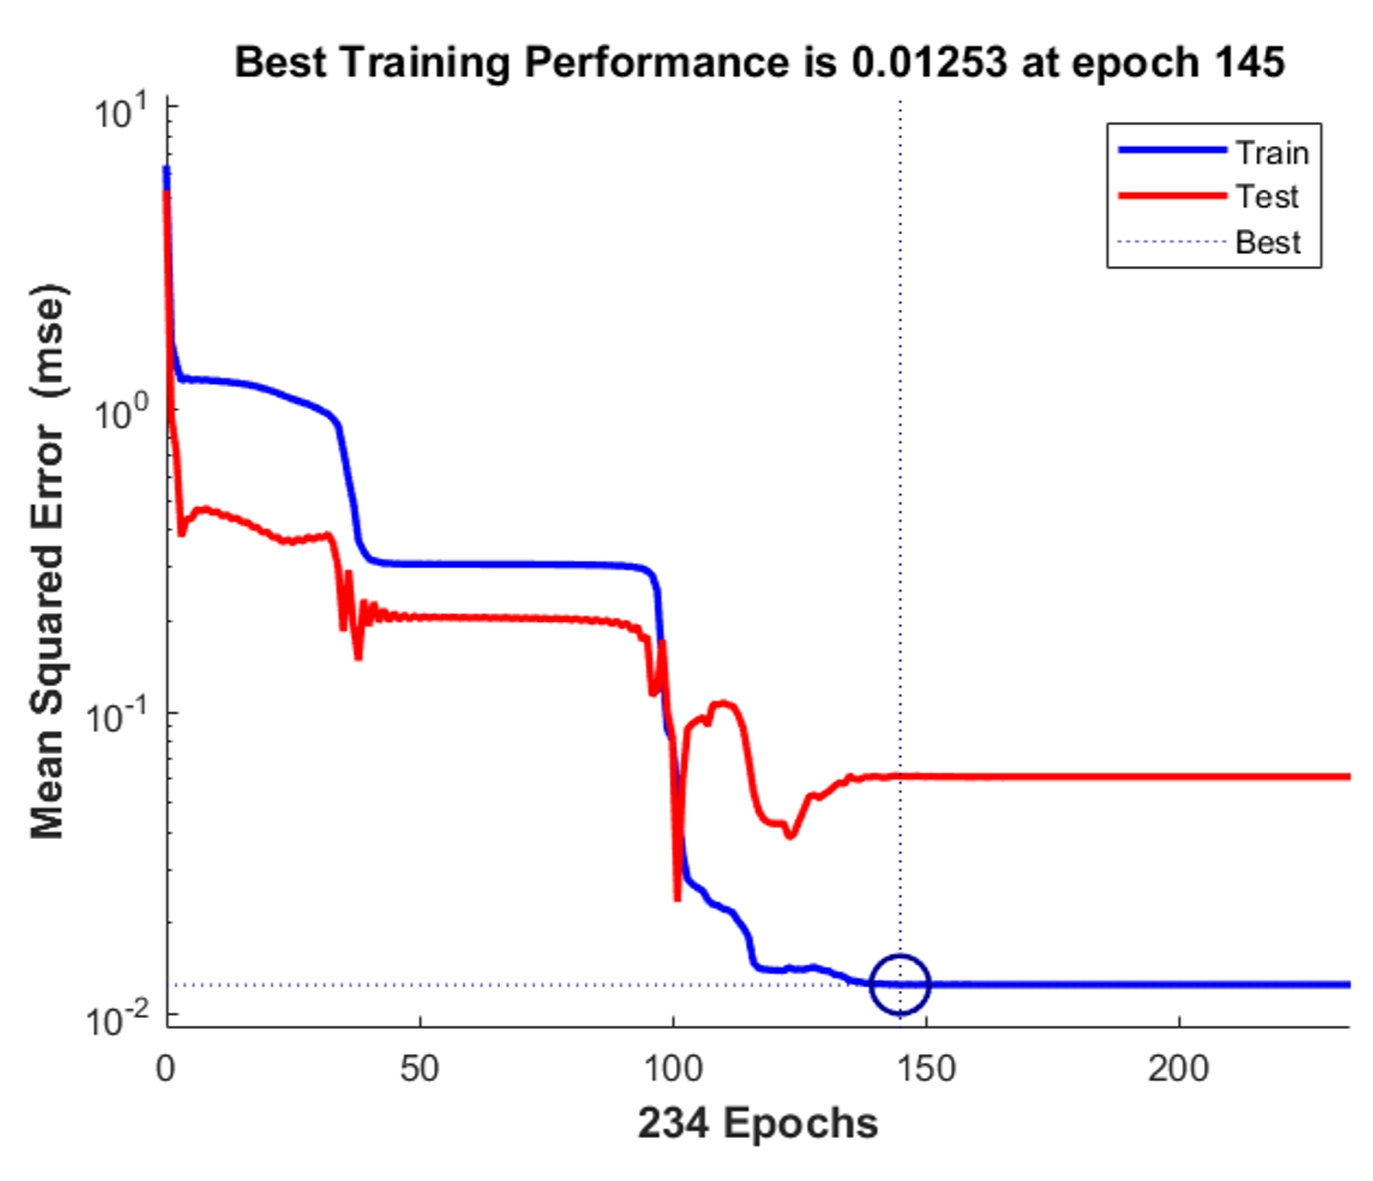 Best Training Performance is 0.01253 at epoch 145
10^1
10^0
10^-1
10^-2
Mean Squared Error  (mse)
Train
Test
Best
0
50
100
150
200
234 Epochs